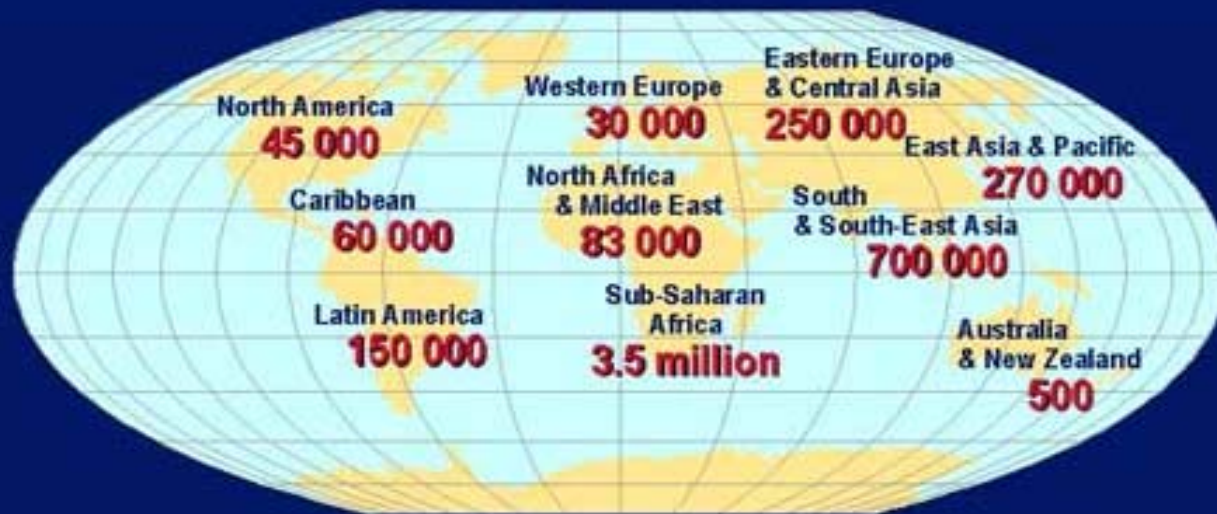 North America
45 000
Western Europe
30 000
Eastern Europe
& Central Asia
250 000
East Asia & Pacific
270 000
Caribbean
60 000
North Africa
& Middle East
83 000
South
& South-East Asia
700 000
Latin America
150 000
Sub-Saharan
Africa
3.5 million
Australia
& New Zealand
500